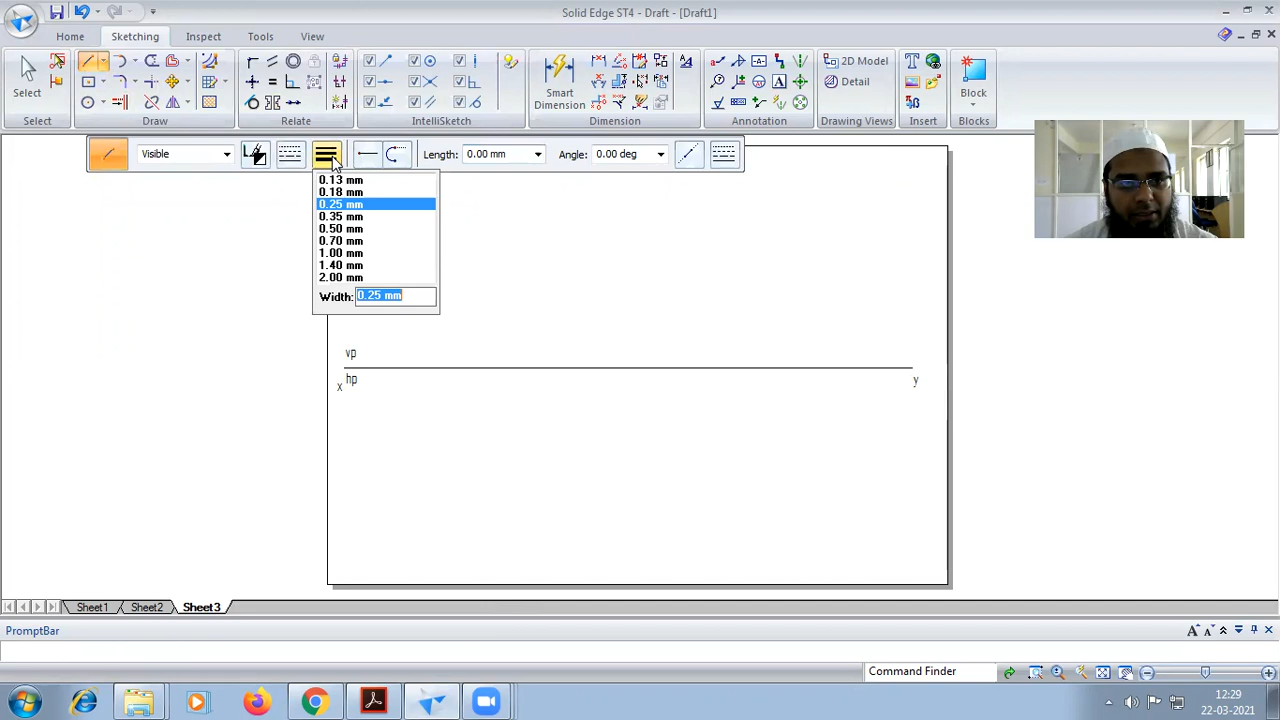 Solid Edge ST4 - Draft - [Draft1]
Home Sketching Inspect Tools View
Select
Smart Dimension
2D Model
Detail
Block
Select Draw Relate IntelliSketch Dimension Annotation Drawing Views Insert Blocks
Visible Length: 0.00 mm Angle: 0.00 deg
0.13 mm
0.18 mm
0.25 mm
0.35 mm
0.50 mm
0.70 mm
1.00 mm
1.40 mm
2.00 mm
Width: 0.25 mm
vp
hp
x y
Sheet1 Sheet2 Sheet3
PromptBar
Command Finder
12:29
22-03-2021